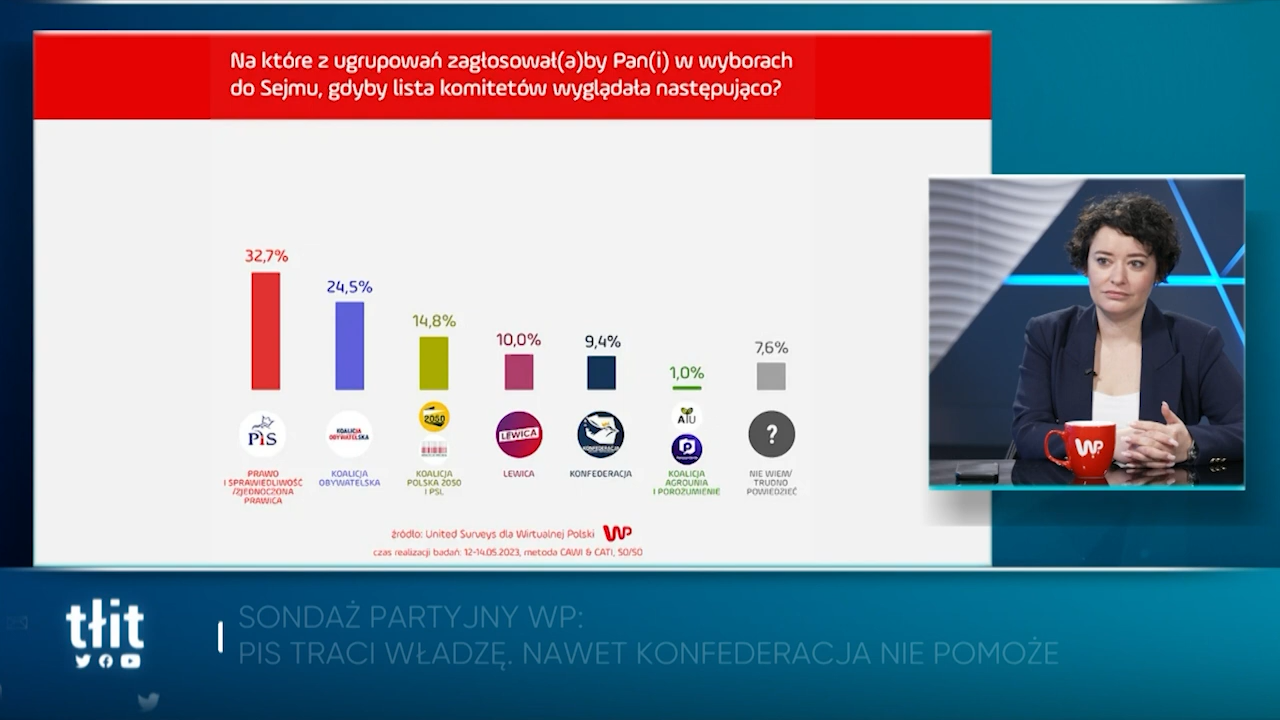 Na które z ugrupowań zagłosował(a)by Pan(i) w wyborach
do Sejmu, gdyby lista komitetów wyglądała następująco?
32,7%
24,5%
14,8%
10,0%
9,4%
1,0%
7,6%
PiS
KOALICJA
OBYWATELSKA
2050
LEWICA
KONFEDERACJA
ATU
?
PRAWO
I SPRAWIEDLIWOŚĆ
/ZJEDNOCZONA
PRAWICA
KOALICJA
OBYWATELSKA
KOALICJA
POLSKA 2050
I PSL
LEWICA
KONFEDERACJA
KOALICJA
AGROUNIA
I POROZUMIENIE
NIE WIEM/
TRUDNO
POWIEDZIEĆ
źródło: United Surveys dla Wirtualnej Polski WP
czas realizacji badań: 12-14.05.2023, metoda CAWI & CATI, 50/50
WP
tłit
SONDAŻ PARTYJNY WP:
PIS TRACI WŁADZĘ. NAWET KONFEDERACJA NIE POMOŻE